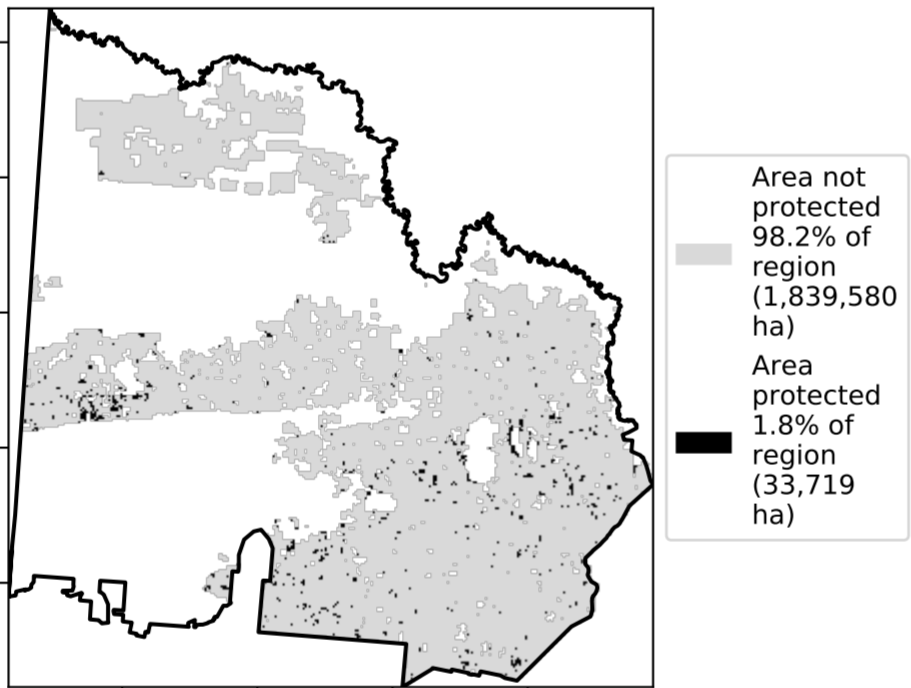 Area not
protected
98.2% of
region
(1,839,580
ha)
Area
protected
1.8% of
region
(33,719
ha)